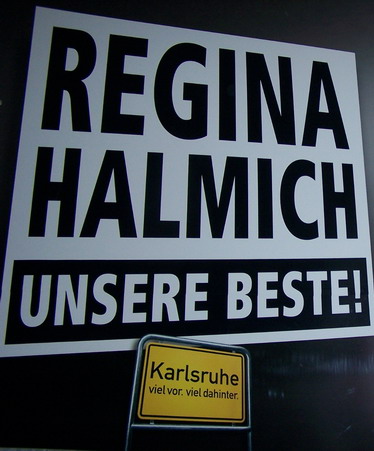 REGINA
HALMICH
UNSERE BESTE!
Karlsruhe
viel vor. viel dahinter.